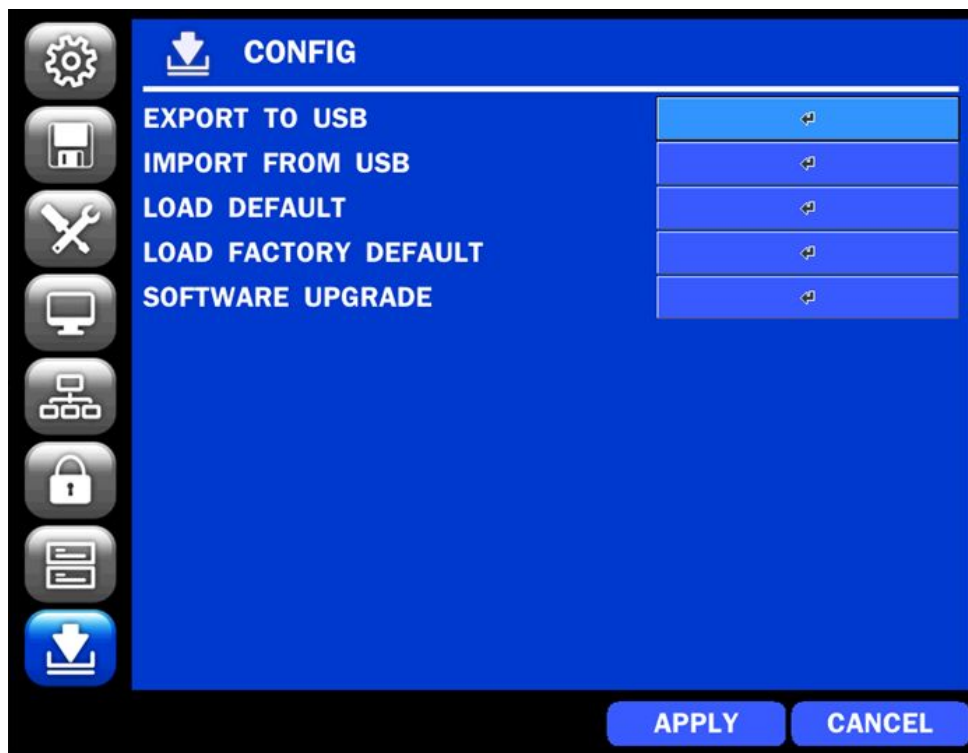 CONFIG
EXPORT TO USB
IMPORT FROM USB
LOAD DEFAULT
LOAD FACTORY DEFAULT
SOFTWARE UPGRADE
APPLY CANCEL